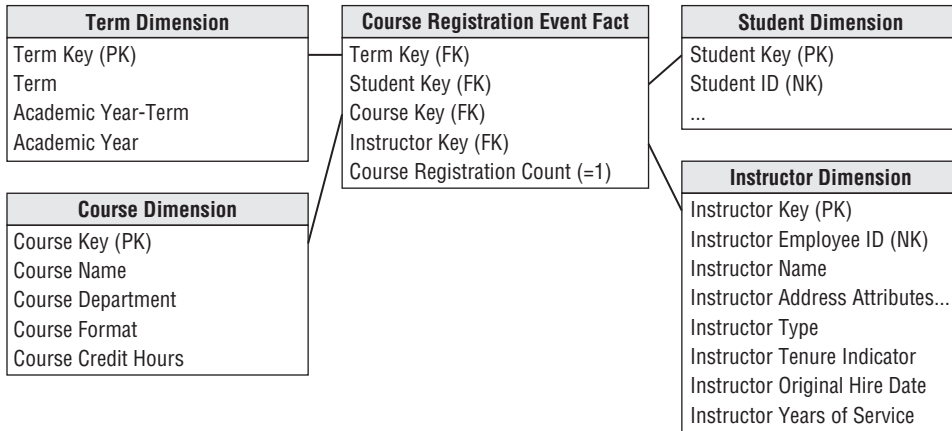 Term Dimension
Term Key (PK)
Term
Academic Year-Term
Academic Year
Course Dimension
Course Key (PK)
Course Name
Course Department
Course Format
Course Credit Hours
Course Registration Event Fact
Term Key (FK)
Student Key (FK)
Course Key (FK)
Instructor Key (FK)
Course Registration Count (=1)
Student Dimension
Student Key (PK)
Student ID (NK)
...
Instructor Dimension
Instructor Key (PK)
Instructor Employee ID (NK)
Instructor Name
Instructor Address Attributes...
Instructor Type
Instructor Tenure Indicator
Instructor Original Hire Date
Instructor Years of Service